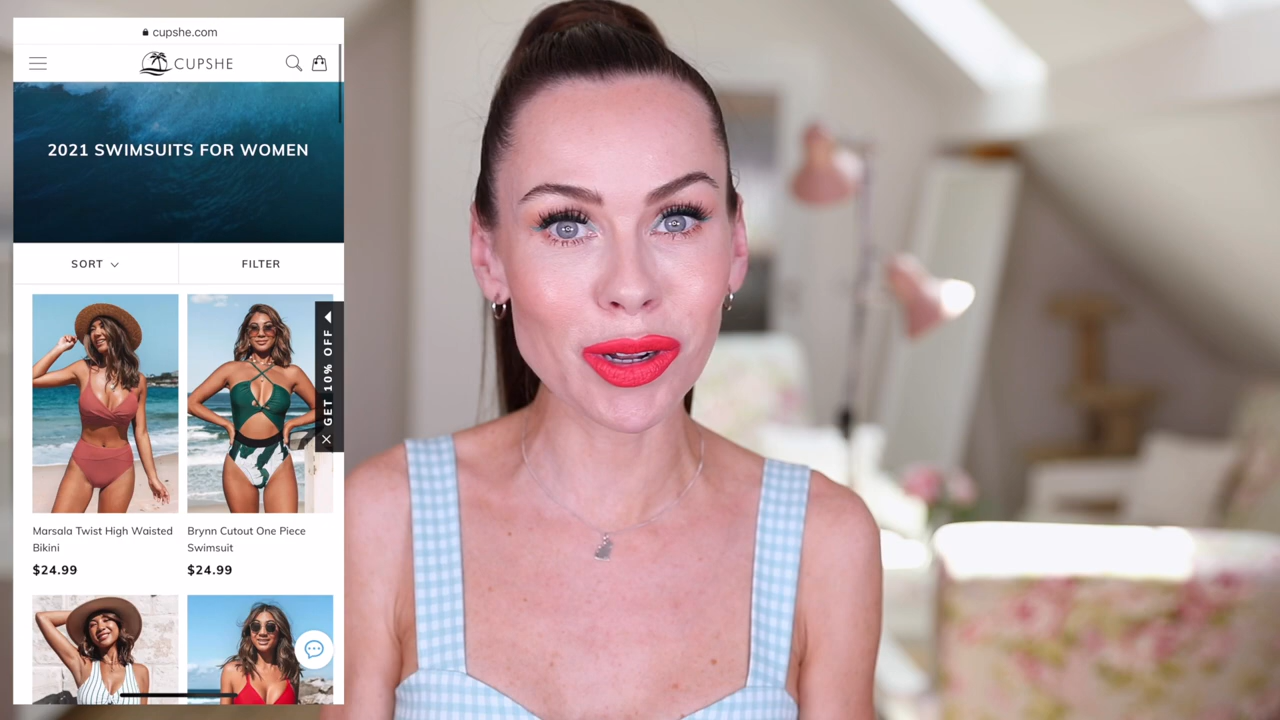 cupshe.com
CUPSHE
2021 SWIMSUITS FOR WOMEN
SORT
FILTER
GET 10% OFF
Marsala Twist High Waisted
Bikini
$24.99
Brynn Cutout One Piece
Swimsuit
$24.99